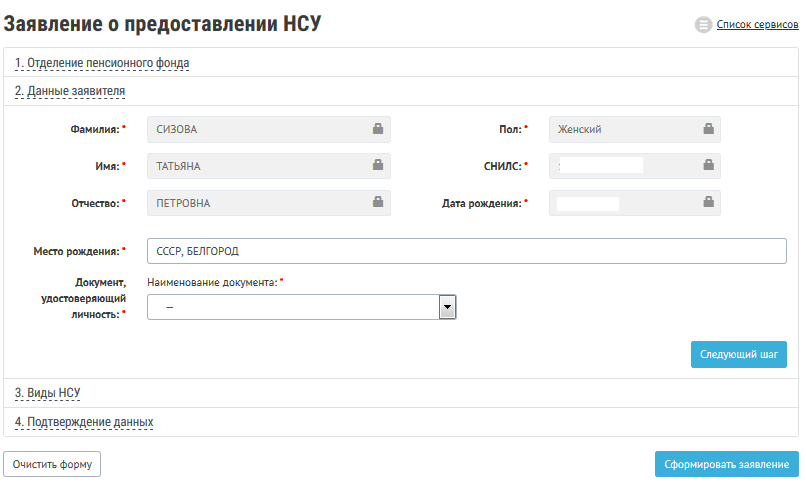 Заявление о предоставлении НСУ
Список сервисов
1. Отделение пенсионного фонда
2. Данные заявителя
Фамилия: * СИЗОВА Пол: * Женский
Имя: * ТАТЬЯНА СНИЛС: *
Отчество: * ПЕТРОВНА Дата рождения: *
Место рождения: * СССР, БЕЛГОРОД
Документ,
удостоверяющий
личность: *
Наименование документа: *
—
Следующий шаг
3. Виды НСУ
4. Подтверждение данных
Очистить форму
Сформировать заявление